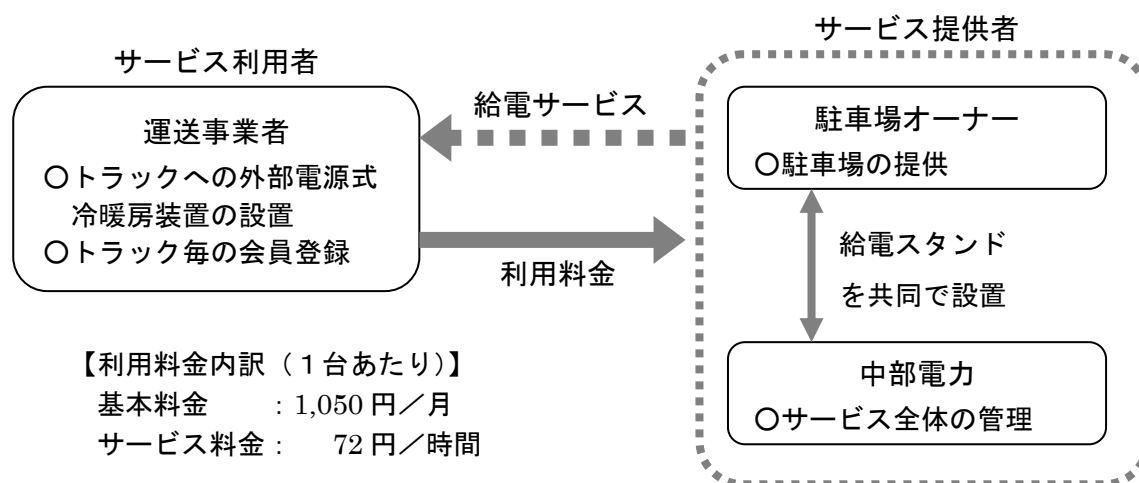 サービス利用者
運送事業者
○トラックへの外部電源式
冷暖房装置の設置
○トラック毎の会員登録
給電サービス
利用料金
サービス提供者
駐車場オーナー
○駐車場の提供
給電スタンド
を共同で設置
中部電力
○サービス全体の管理
【利用料金内訳（１台あたり）】
基本料金　　：1,050 円／月
サービス料金：　72 円／時間